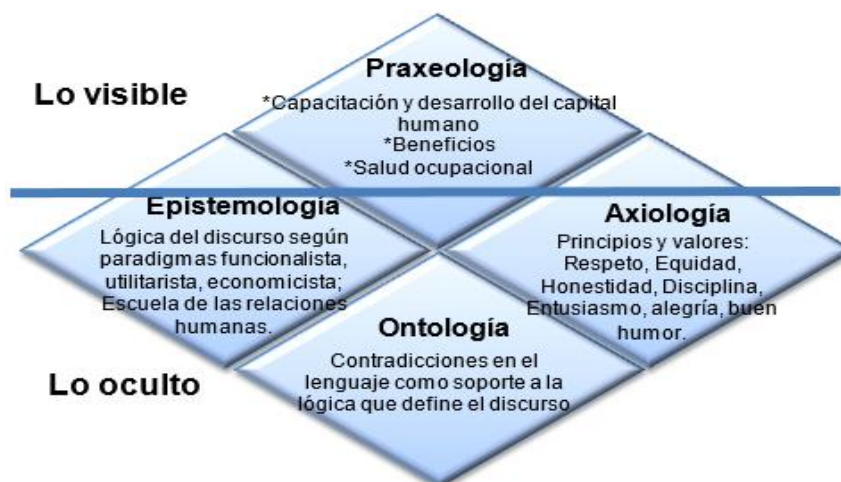 Praxeología
Lo visible
*Capacitación y desarrollo del capital
humano
*Beneficios
*Salud ocupacional
Epistemología
Lógica del discurso según
paradigmas funcionalista,
utilitarista, economicista;
Escuela de las relaciones
humanas.
Axiología
Principios y valores:
Respeto, Equidad,
Honestidad, Disciplina,
Entusiasmo, alegría, buen
humor.
Ontología
Contradicciones en el
lenguaje como soporte a la
lógica que define el discurso
Lo oculto